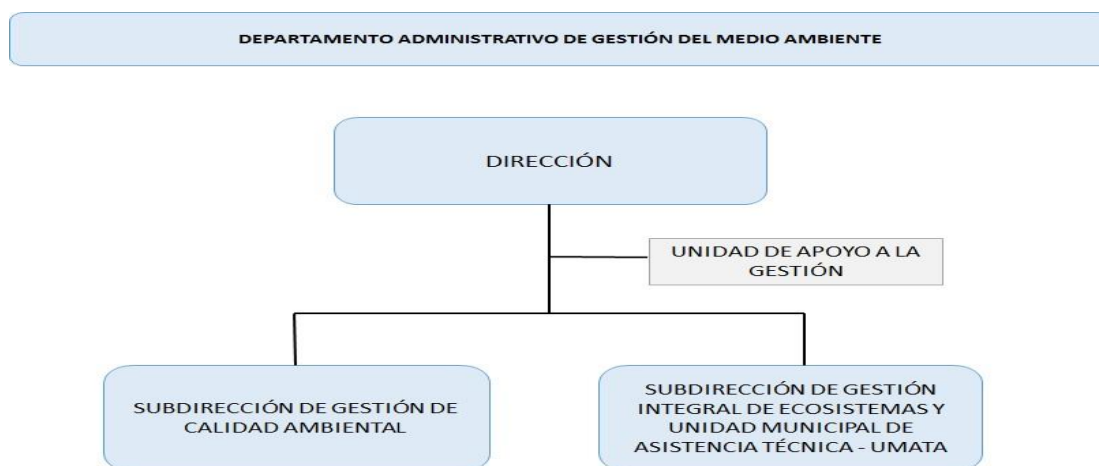 DEPARTAMENTO ADMINISTRATIVO DE GESTIÓN DEL MEDIO AMBIENTE
DIRECCIÓN
UNIDAD DE APOYO A LA
GESTIÓN
SUBDIRECCIÓN DE GESTIÓN DE
CALIDAD AMBIENTAL
SUBDIRECCIÓN DE GESTIÓN
INTEGRAL DE ECOSISTEMAS Y
UNIDAD MUNICIPAL DE
ASISTENCIA TÉCNICA - UMATA